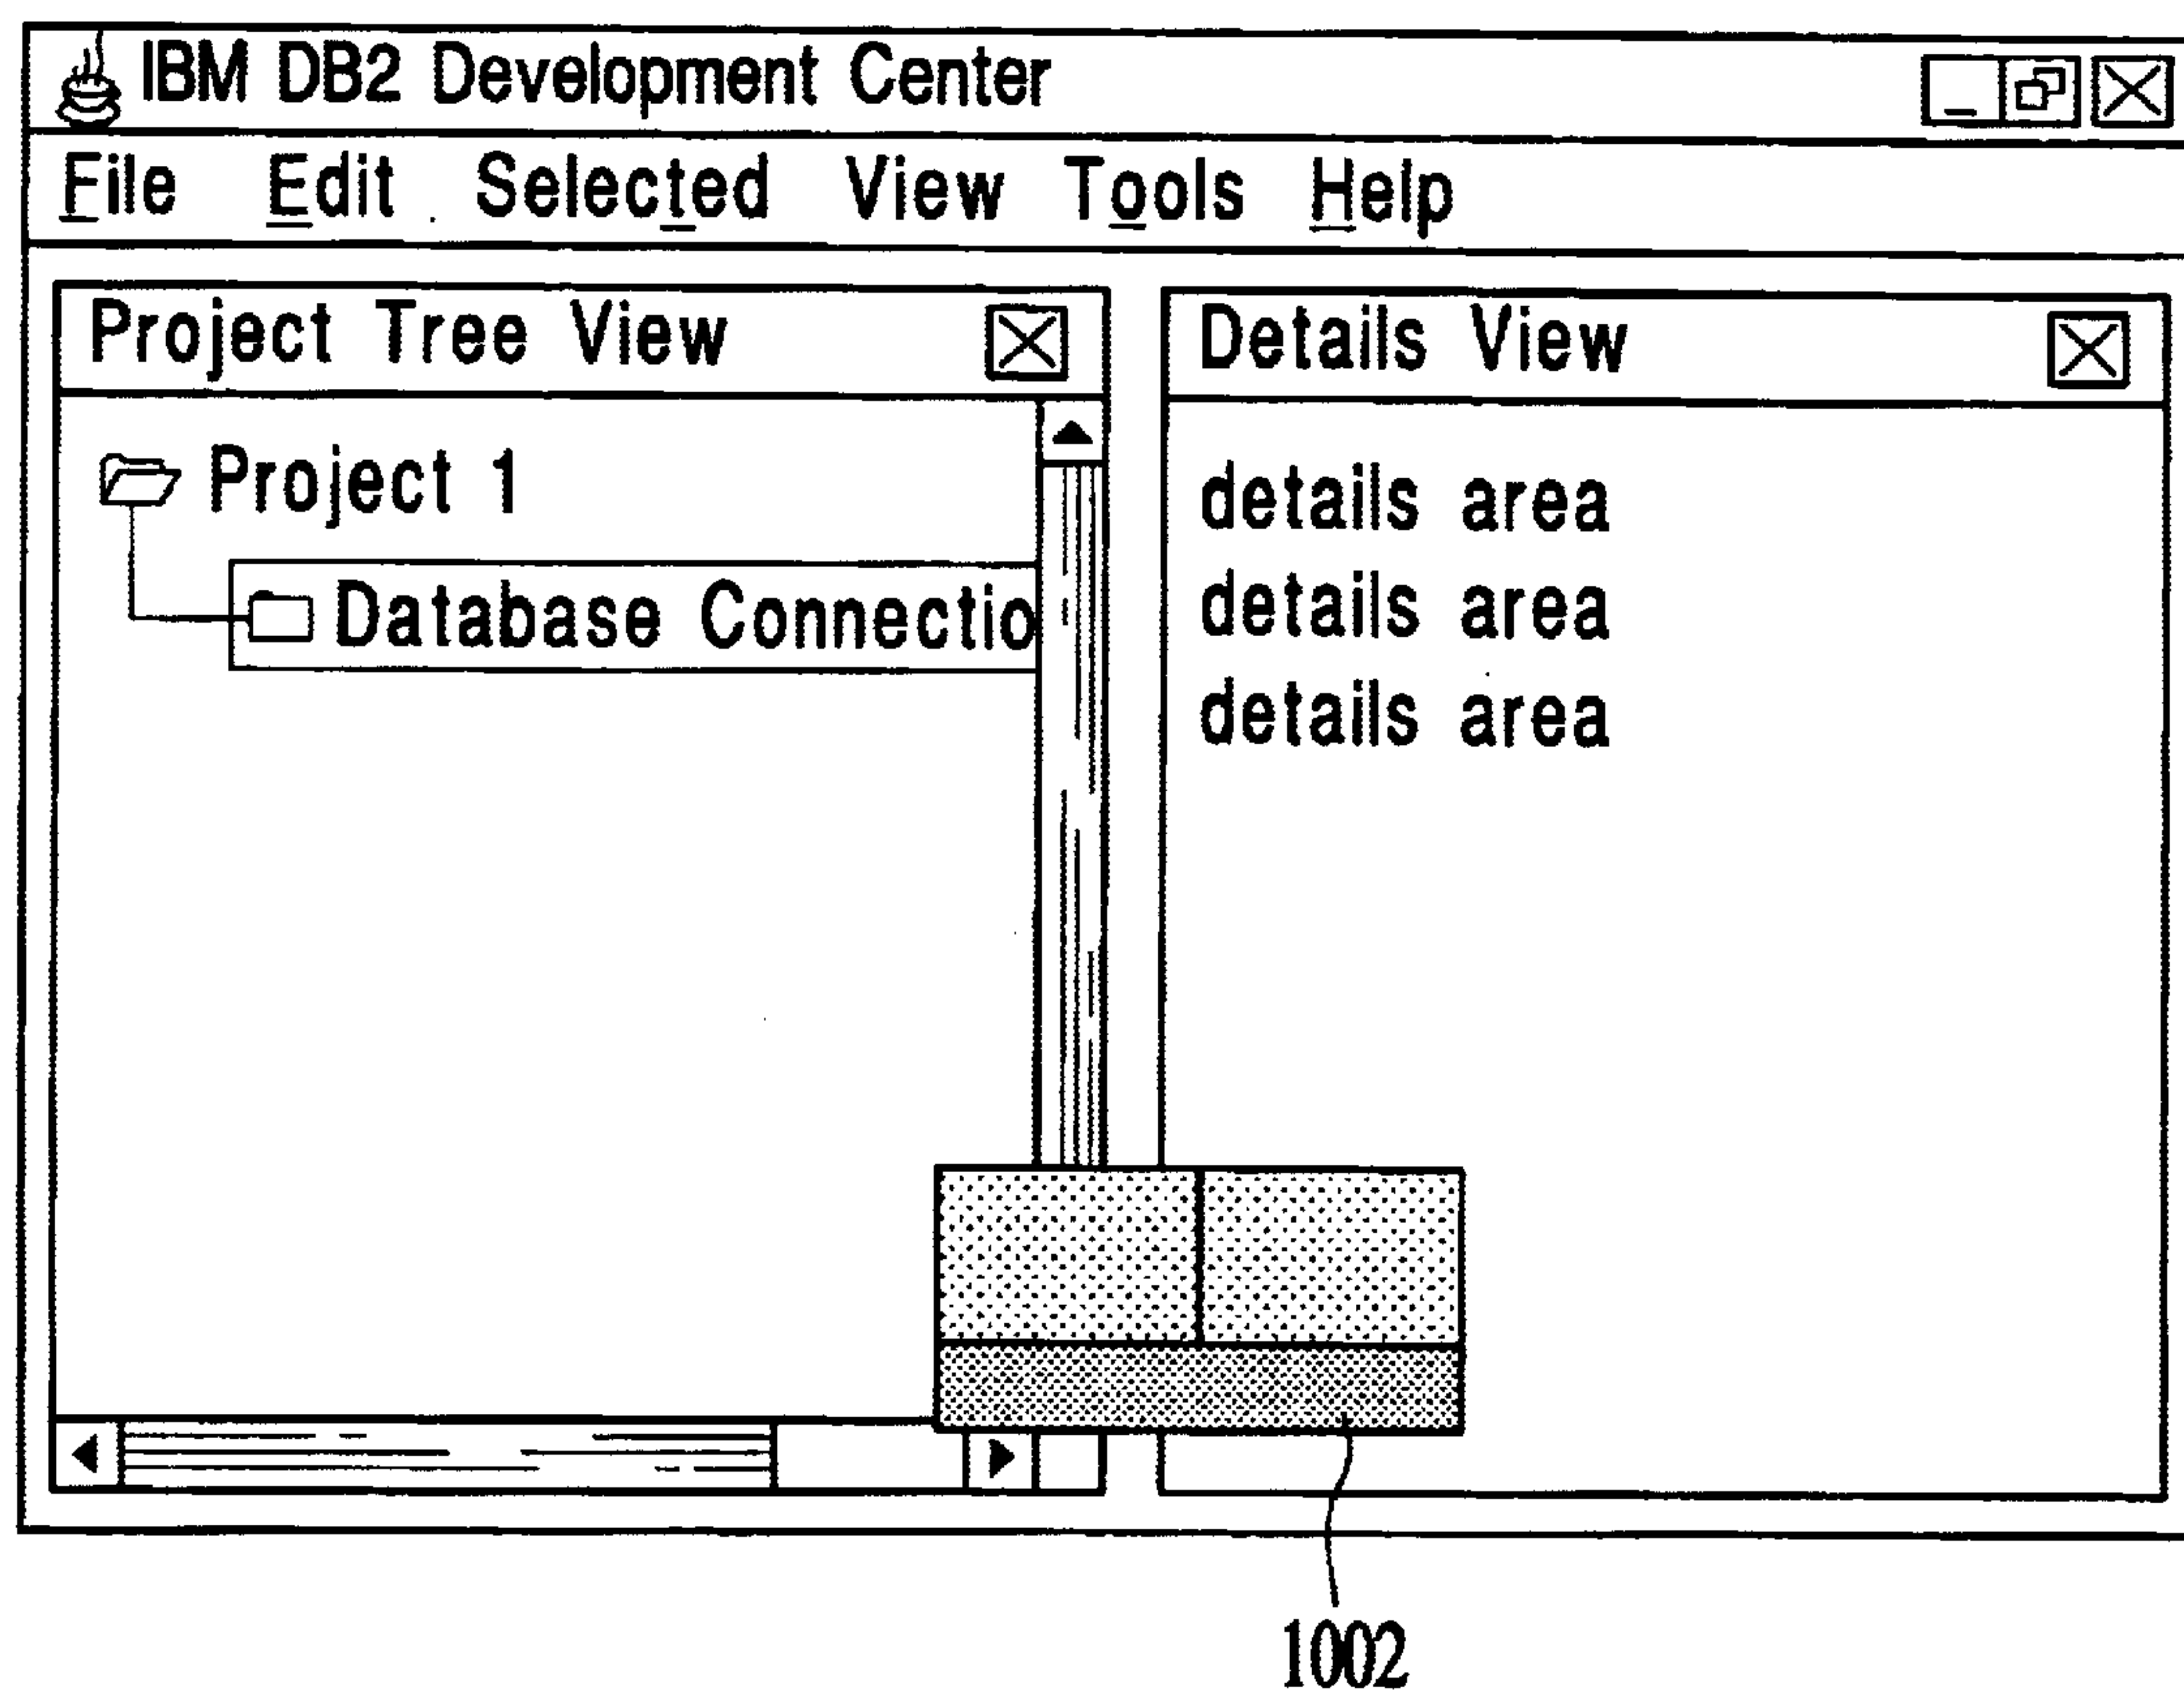 IBM DB2 Development Center
File Edit Selected View Tools Help
Project Tree View
Project 1
Database Connectio
Details View
details area
details area
details area
1002